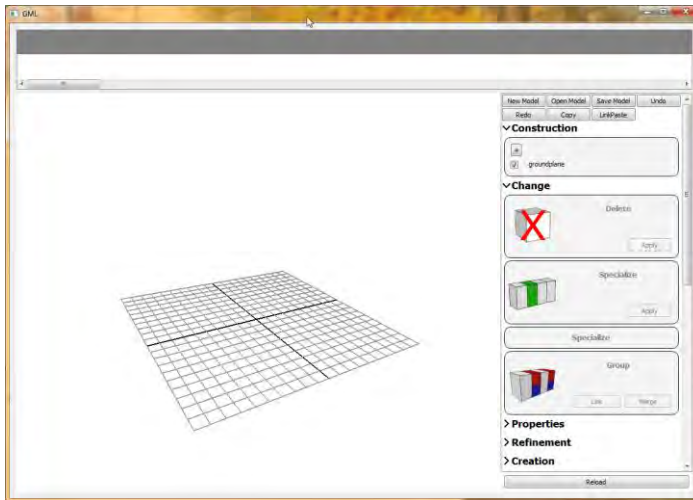 GML
New Model Open Model Save Model Undo
Redo Copy LinkPaste
Construction
+
groundplane
Change
Delete
Apply
Specialize
Apply
Specialize
Group
Link Merge
Properties
Refinement
Creation
Reload